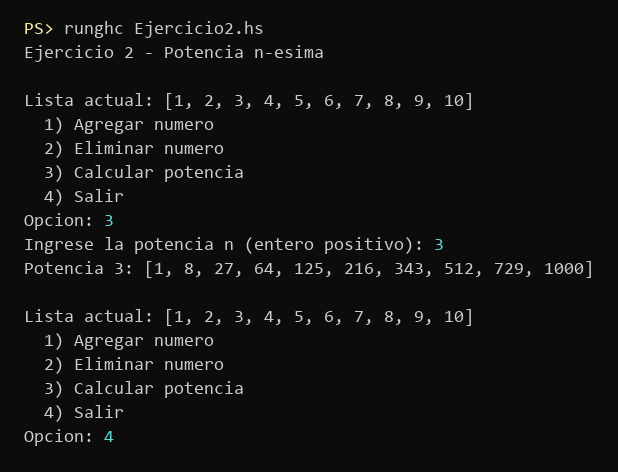 PS> runghc Ejercicio2.hs
Ejercicio 2 - Potencia n-esima
Lista actual: [1, 2, 3, 4, 5, 6, 7, 8, 9, 10]
1) Agregar numero
2) Eliminar numero
3) Calcular potencia
4) Salir
Opcion: 3
Ingrese la potencia n (entero positivo): 3
Potencia 3: [1, 8, 27, 64, 125, 216, 343, 512, 729, 1000]
Lista actual: [1, 2, 3, 4, 5, 6, 7, 8, 9, 10]
1) Agregar numero
2) Eliminar numero
3) Calcular potencia
4) Salir
Opcion: 4